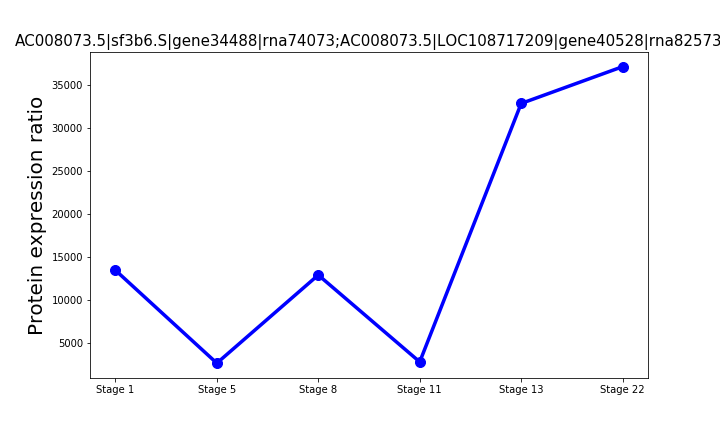 AC008073.5|sf3b6.S|gene34488|rna74073;AC008073.5|LOC108717209|gene40528|rna82573
Protein expression ratio
35000
30000
25000
20000
15000
10000
5000
Stage 1 Stage 5 Stage 8 Stage 11 Stage 13 Stage 22